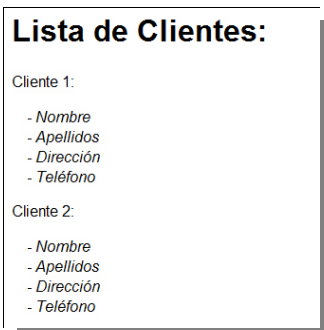 Lista de Clientes:
Cliente 1:
- Nombre
- Apellidos
- Dirección
- Teléfono
Cliente 2:
- Nombre
- Apellidos
- Dirección
- Teléfono